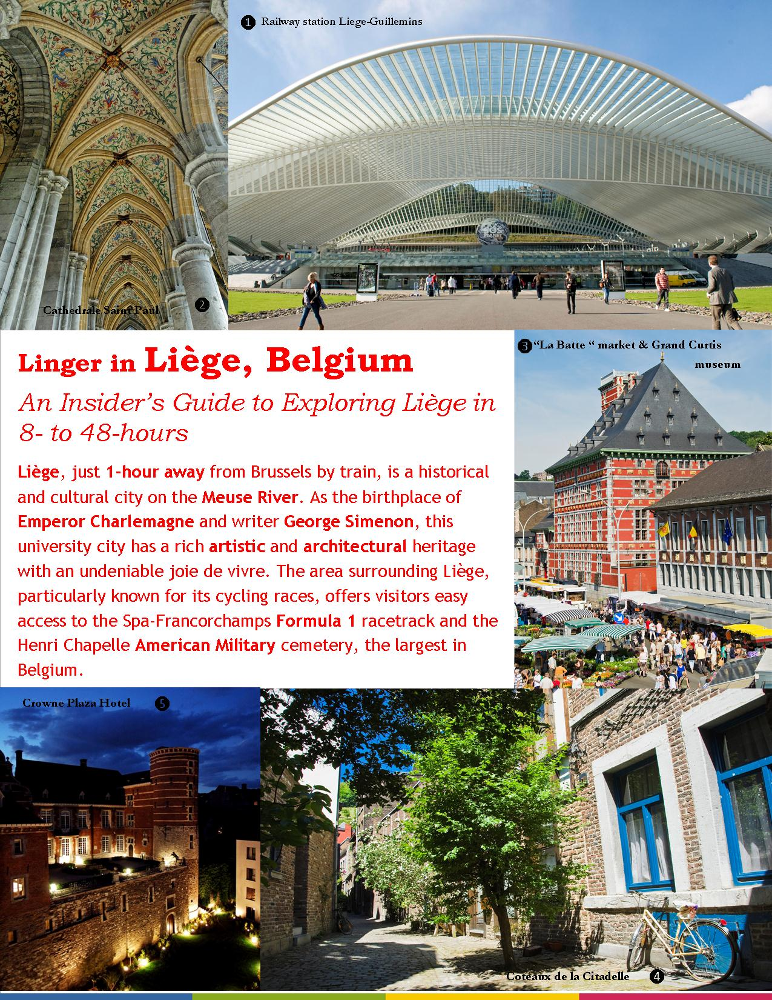 1 Railway station Liege-Guillemins
SOS
PLANET
Cathedrale Saint Paul 2
Linger in Liège, Belgium
An Insider’s Guide to Exploring Liège in
8- to 48-hours
Liège, just 1-hour away from Brussels by train, is a historical
and cultural city on the Meuse River. As the birthplace of
Emperor Charlemagne and writer George Simenon, this
university city has a rich artistic and architectural heritage
with an undeniable joie de vivre. The area surrounding Liège,
particularly known for its cycling races, offers visitors easy
access to the Spa-Francorchamps Formula 1 racetrack and the
Henri Chapelle American Military cemetery, the largest in
Belgium.
3 “La Batte “ market & Grand Curtis
museum
Crowne Plaza Hotel 5
Coteaux de la Citadelle 4